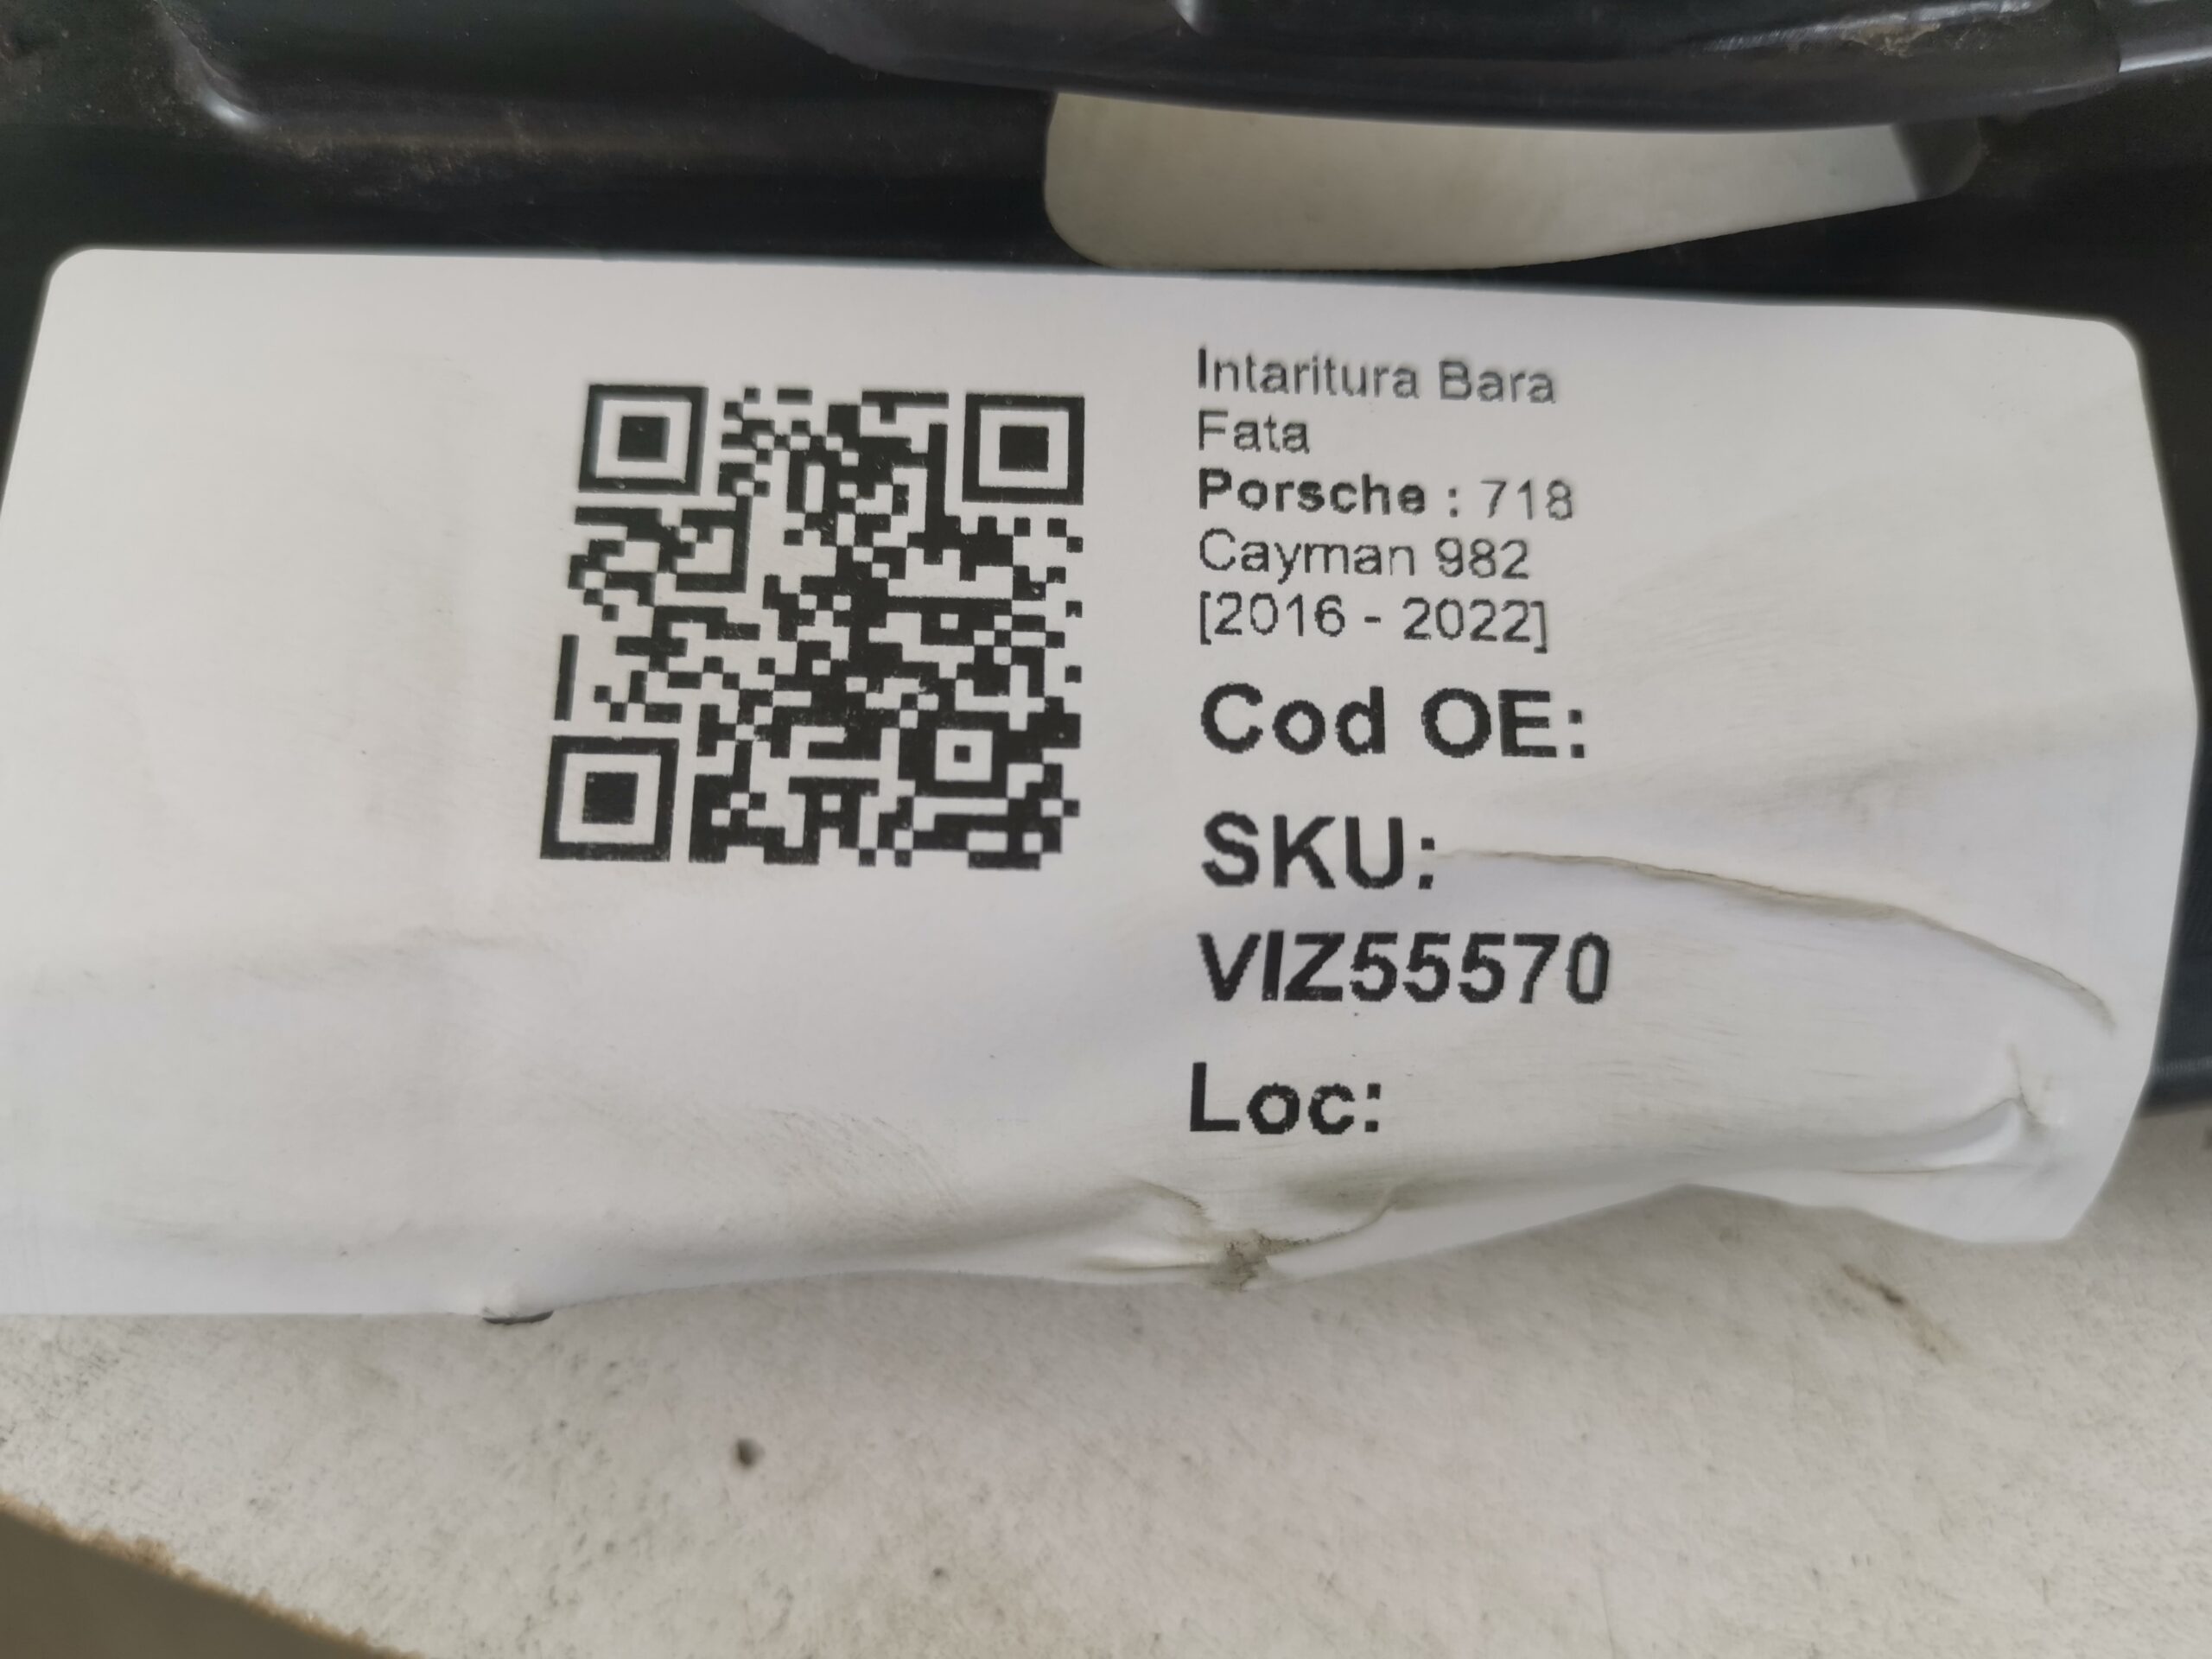 Intaritura Bara
Fata
Porsche : 718
Cayman 982
[2016 - 2022]
Cod OE:
SKU:
VIZ55570
Loc: